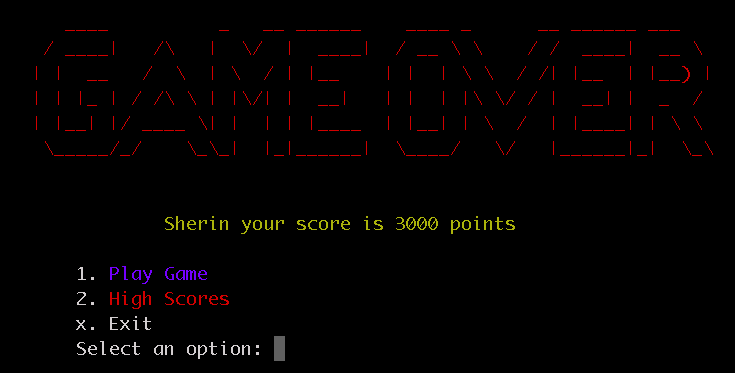 GAME OVER
Sherin your score is 3000 points
1. Play Game
2. High Scores
x. Exit
Select an option: